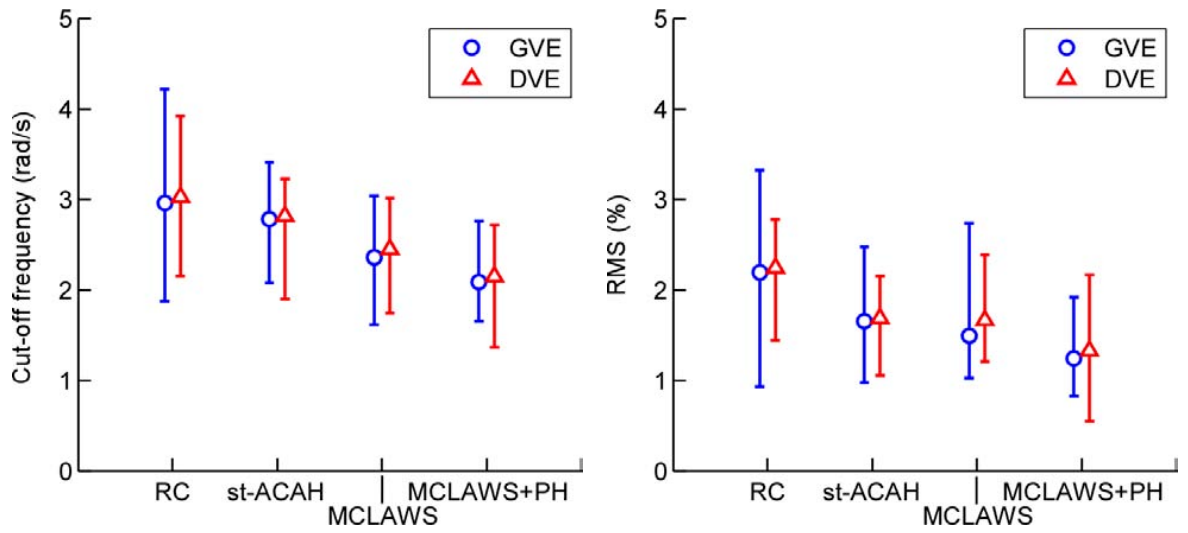 5
4
3
2
1
0
Cut-off frequency (rad/s)
GVE
DVE
RC
st-ACAH
MCLAWS
MCLAWS+PH
5
4
3
2
1
0
RMS (%)
GVE
DVE
RC
st-ACAH
MCLAWS
MCLAWS+PH